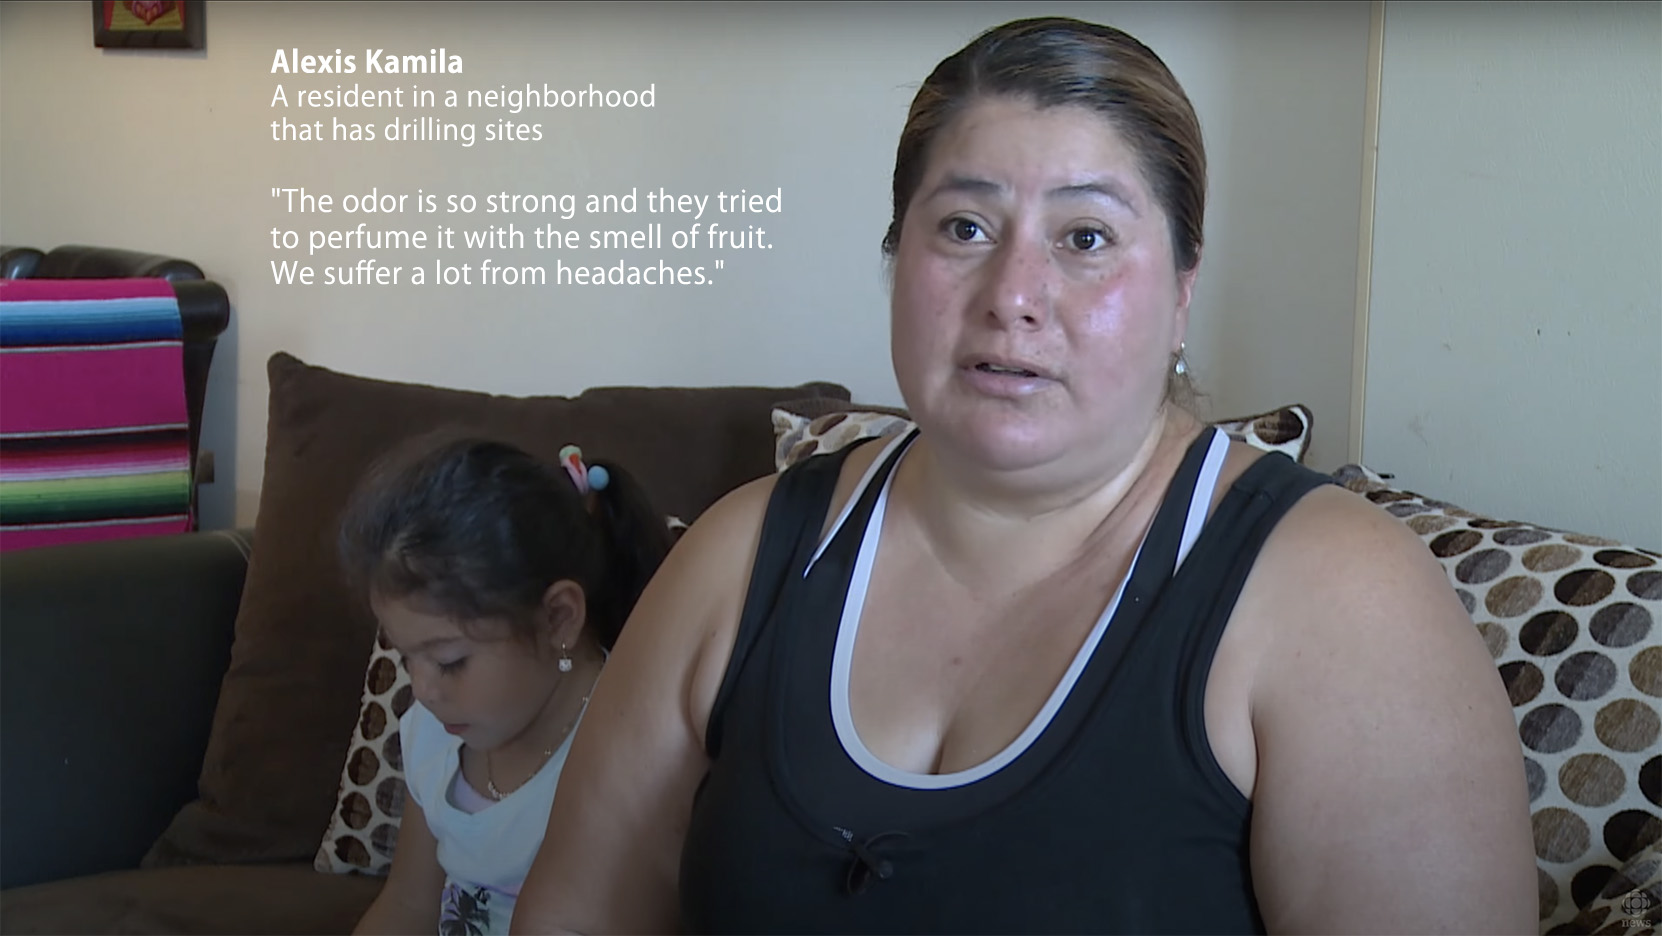 Alexis Kamila
A resident in a neighborhood
that has drilling sites
"The odor is so strong and they tried
to perfume it with the smell of fruit.
We suffer a lot from headaches."
news